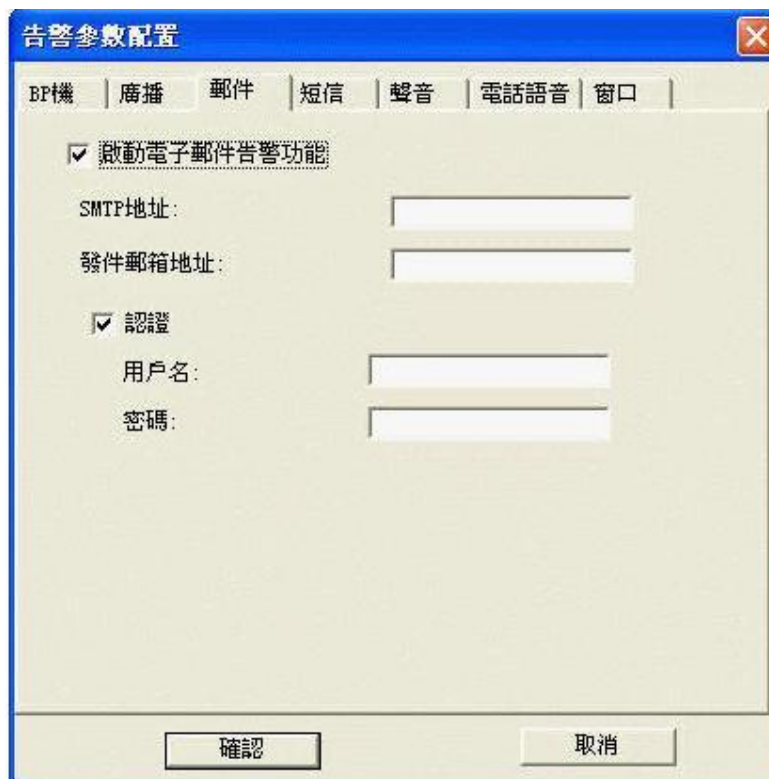 告警參數配置
BP機 廣播 郵件 短信 聲音 電話語音 窗口
啟動電子郵件告警功能
SMTP地址:
發件郵箱地址:
認證
用戶名:
密碼:
確認 取消